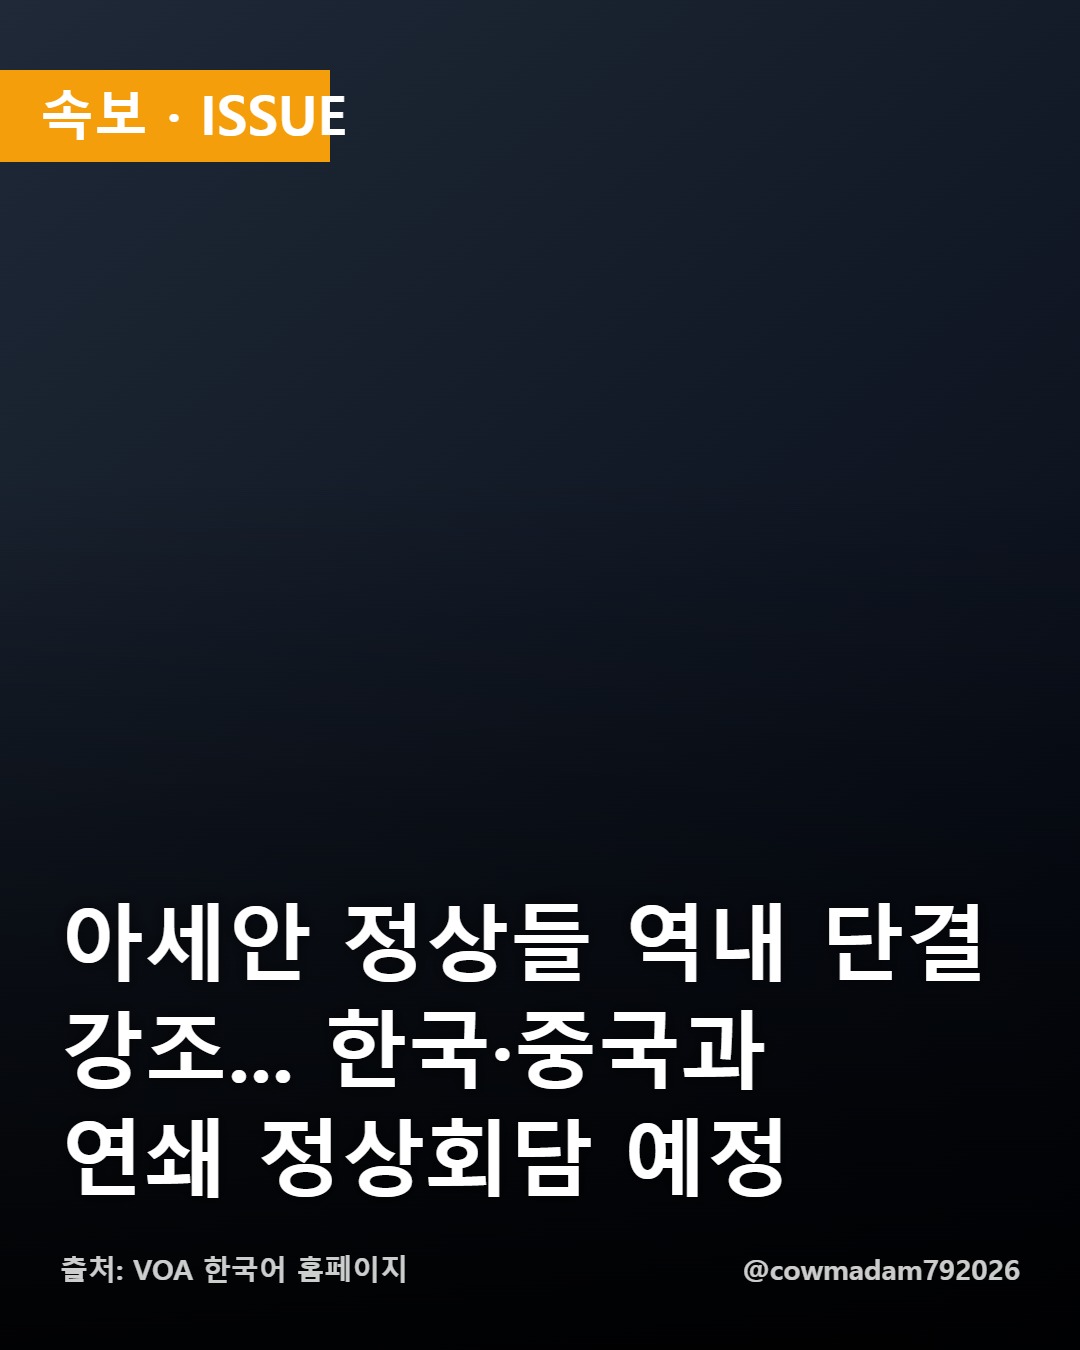 속보 · ISSUE
아세안 정상들 역내 단결
강조... 한국·중국과
연쇄 정상회담 예정
출처: VOA 한국어 홈페이지
@cowmadam792026